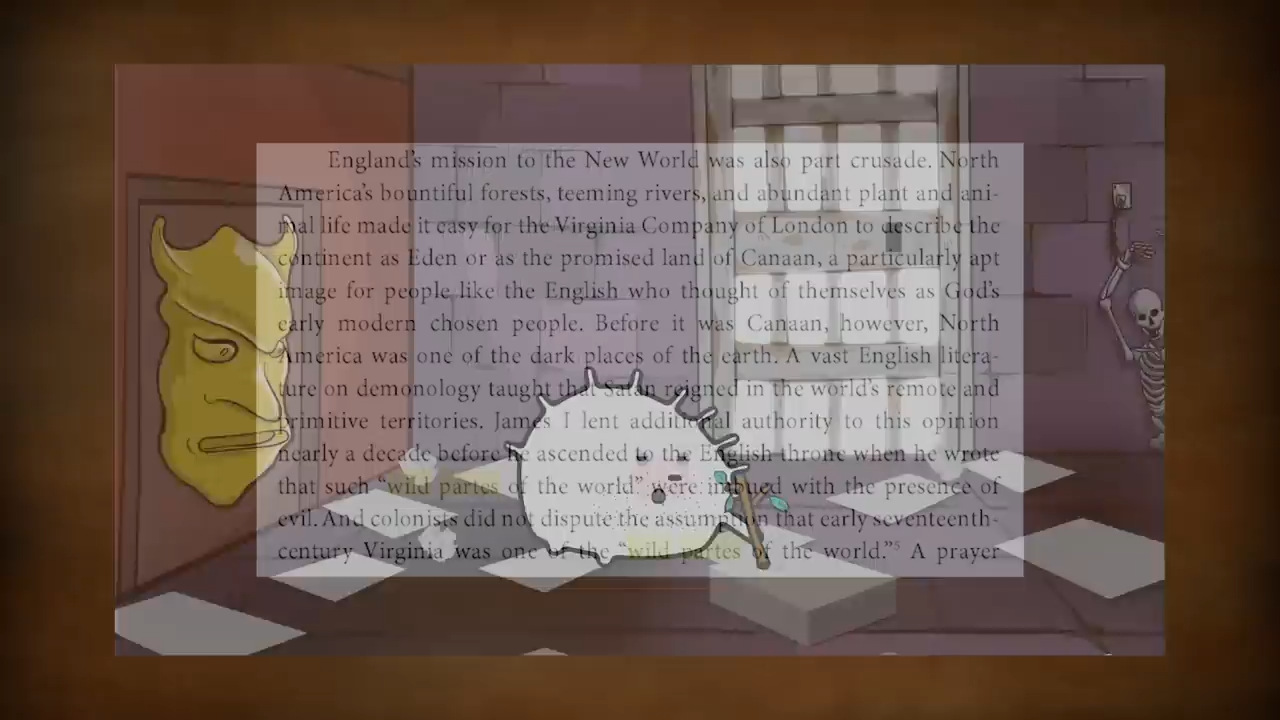 England's mission to the New World was also part crusade. North
America's bountiful forests, teeming rivers, and abundant plant and ani-
mal life made it easy for the Virginia Company of London to describe the
continent as Eden or as the promised land of Canaan, a particularly apt
image for people like the English who thought of themselves as God's
early modern chosen people. Before it was Canaan, however, North
America was one of the dark places of the earth. A vast English litera-
ture on demonology taught that Satan reigned in the world's remote and
primitive territories. James I lent additional authority to this opinion
nearly a decade before he ascended to the English throne when he wrote
that such “wild partes of the world” were imbued with the presence of
evil. And colonists did not dispute the assumption that early seventeenth-
century Virginia was one of the “wild partes of the world.”⁵ A prayer